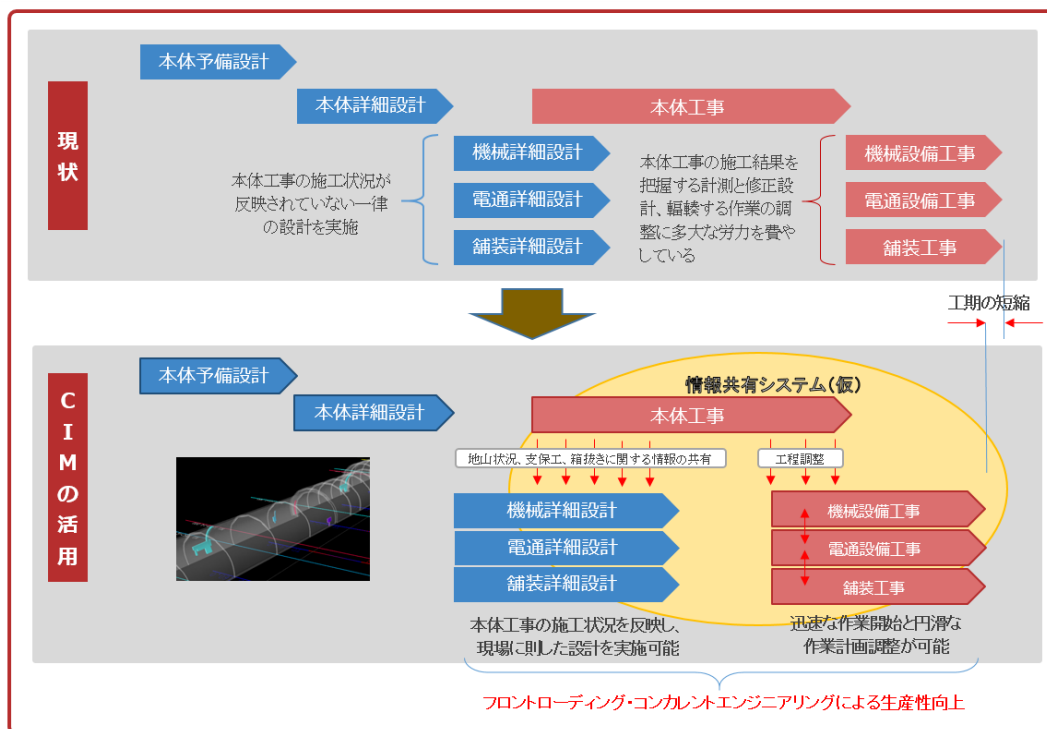 現状
本体予備設計
本体詳細設計
本体工事
機械詳細設計
電通詳細設計
舗装詳細設計
本体工事の施工状況が
反映されていない一律
の設計を実施
本体工事の施工結果を
把握する計測と修正設
計、輻輳する作業の調
整に多大な労力を費や
している
機械設備工事
電通設備工事
舗装工事
工期の短縮
CIMの活用
本体予備設計
本体詳細設計
情報共有システム(仮)
本体工事
地山状況、支保工、箱抜きに関する情報の共有
工程調整
機械詳細設計
電通詳細設計
舗装詳細設計
機械設備工事
電通設備工事
舗装工事
本体工事の施工状況を反映し、
現場に則した設計を実施可能
迅速な作業開始と円滑な
作業計画調整が可能
フロントローディング・コンカレントエンジニアリングによる生産性向上